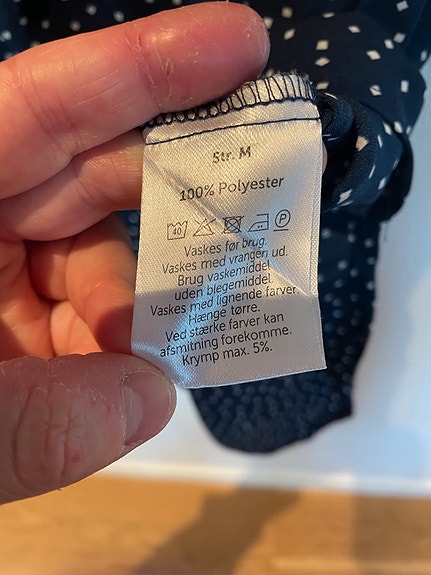 Str. M
100% Polyester
40 P
Vaskes før brug.
Vaskes med vrangen ud.
Brug vaskemiddel
uden blegemiddel
Vaskes med lignende farver
Hænge tørre.
Ved stærke farver kan
afsmitning forekomme.
Krymp max. 5%.